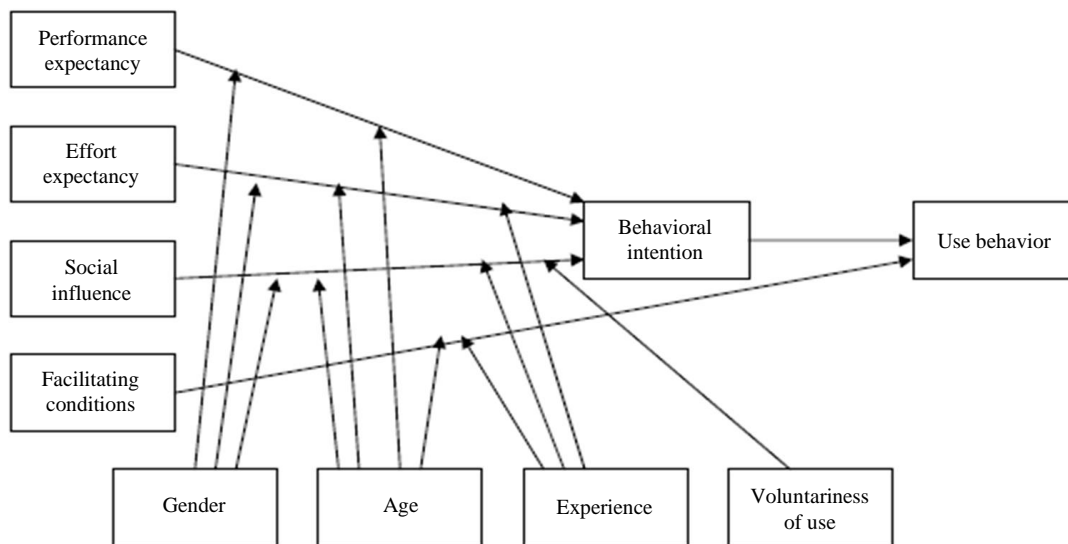 Performance
expectancy
Effort
expectancy
Social
influence
Facilitating
conditions
Behavioral
intention
Use behavior
Gender
Age
Experience
Voluntariness
of use